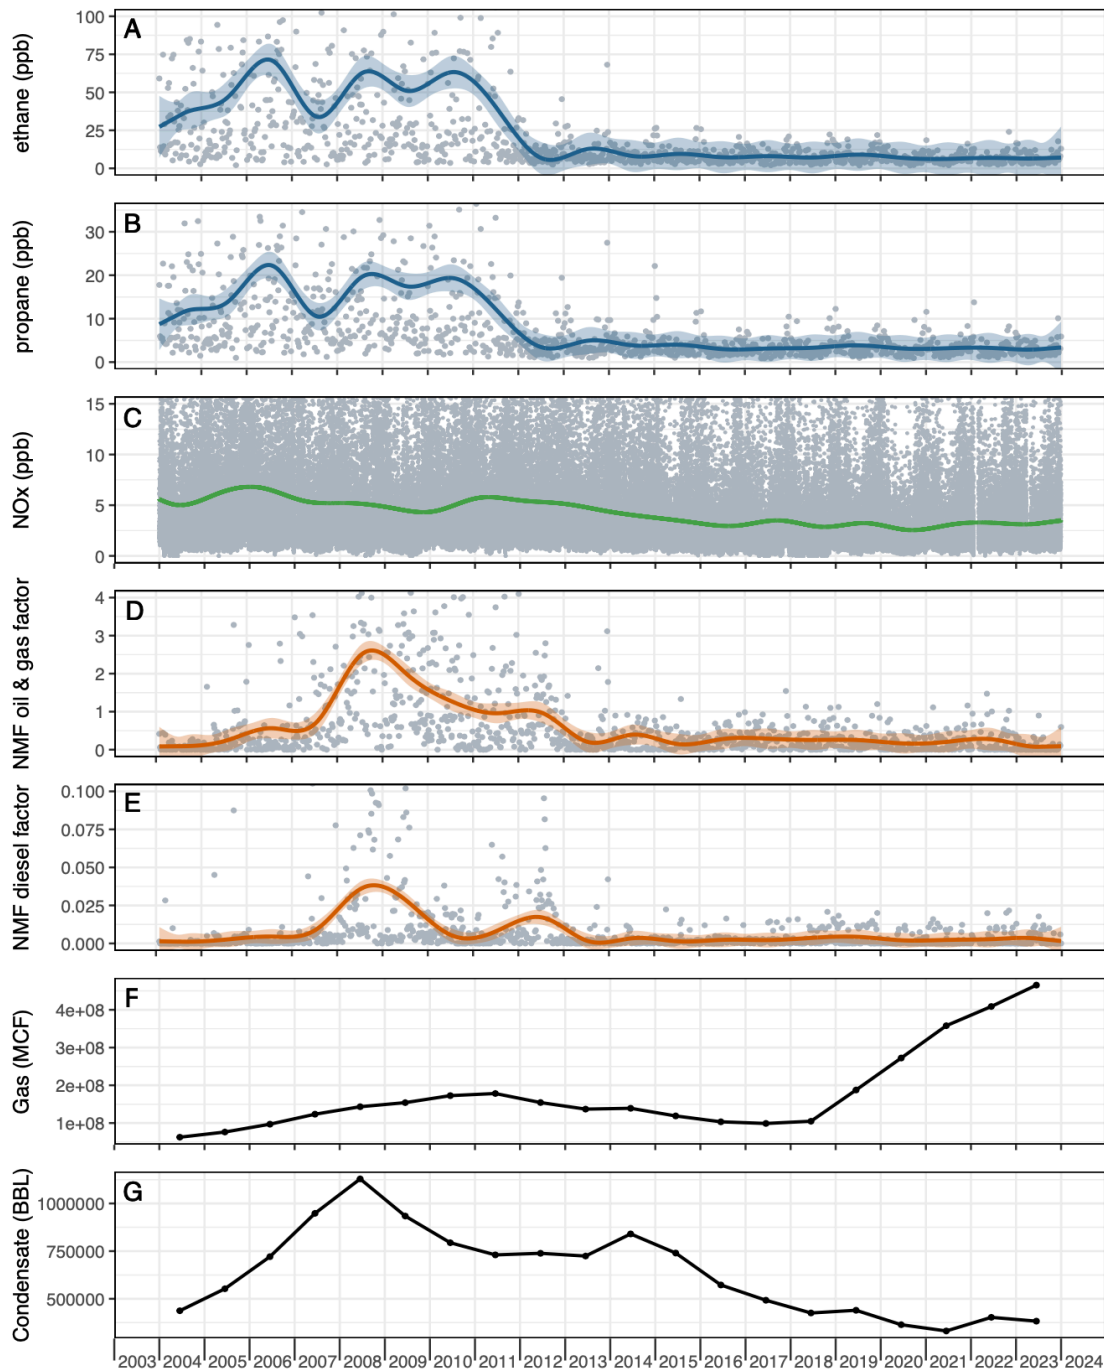 A
ethane (ppb)
100
75
50
25
0
B
propane (ppb)
30
20
10
0
C
NOx (ppb)
15
10
5
0
D
NMF oil & gas factor
4
3
2
1
0
E
NMF diesel factor
0.100
0.075
0.050
0.025
0.000
F
Gas (MCF)
4e+08
3e+08
2e+08
1e+08
G
Condensate (BBL)
1000000
750000
500000
2003 2004 2005 2006 2007 2008 2009 2010 2011 2012 2013 2014 2015 2016 2017 2018 2019 2020 2021 2022 2023 2024